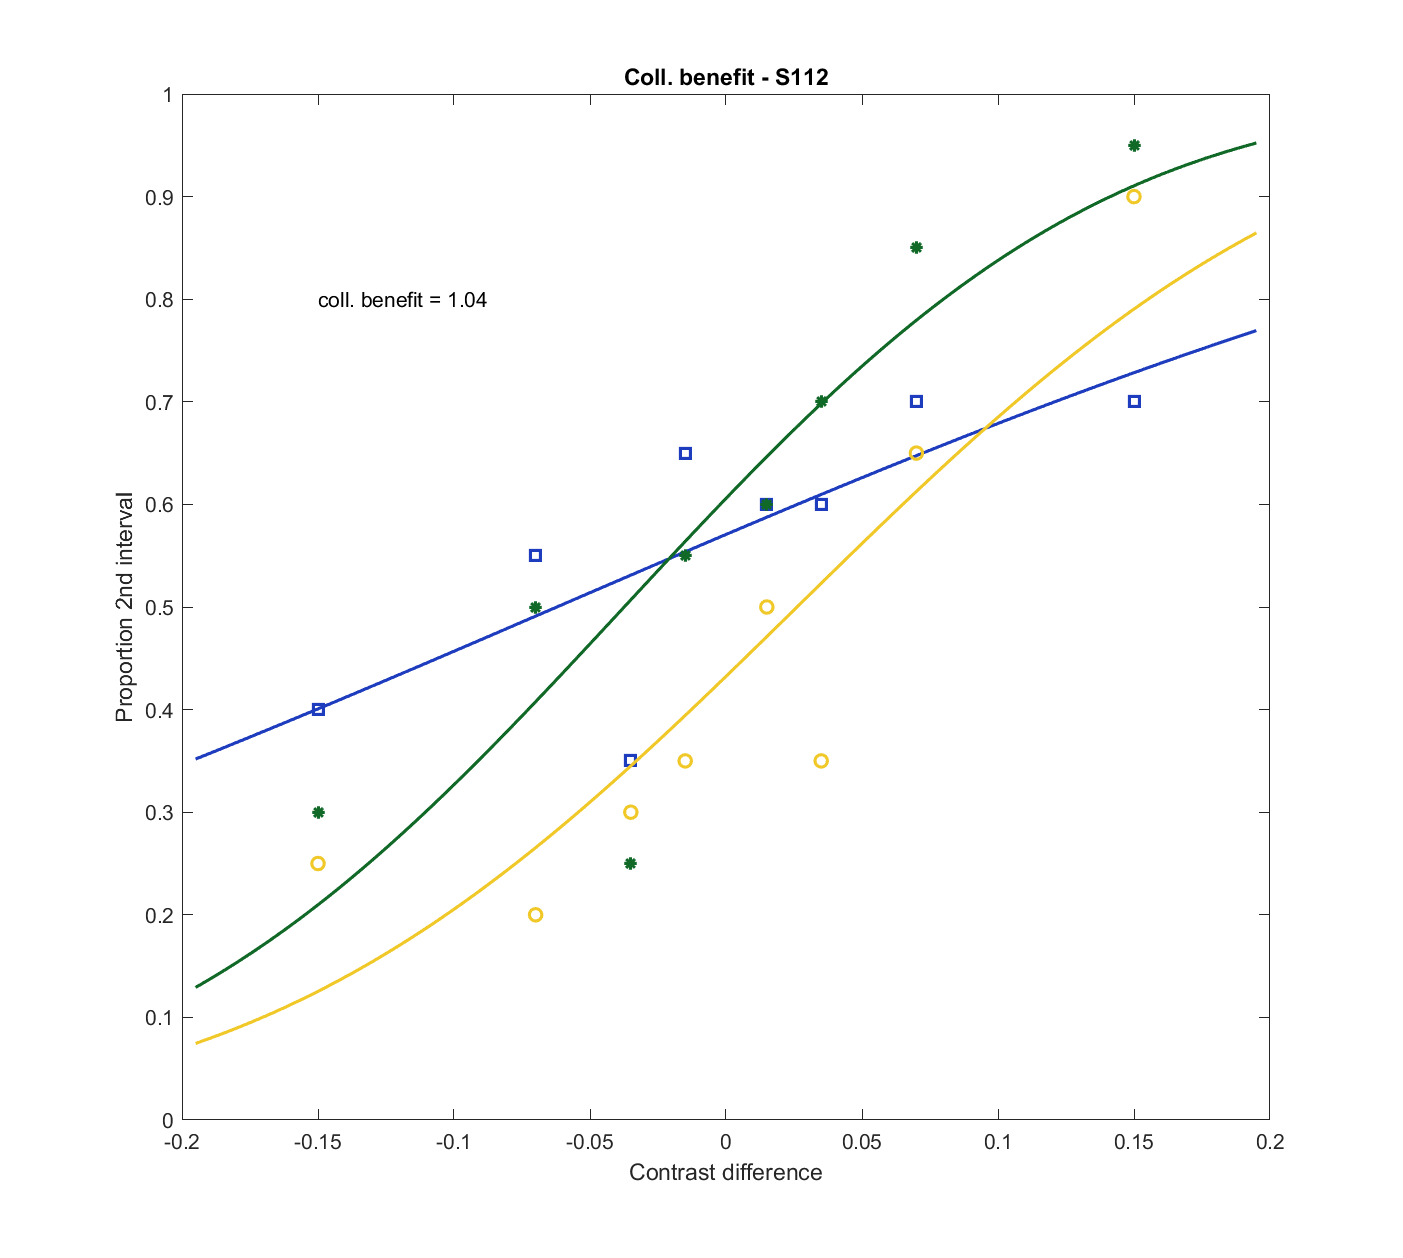 Coll. benefit - S112
1
0.9
0.8
0.7
0.6
0.5
0.4
0.3
0.2
0.1
0
coll. benefit = 1.04
Proportion 2nd interval
-0.2 -0.15 -0.1 -0.05 0 0.05 0.1 0.15 0.2
Contrast difference